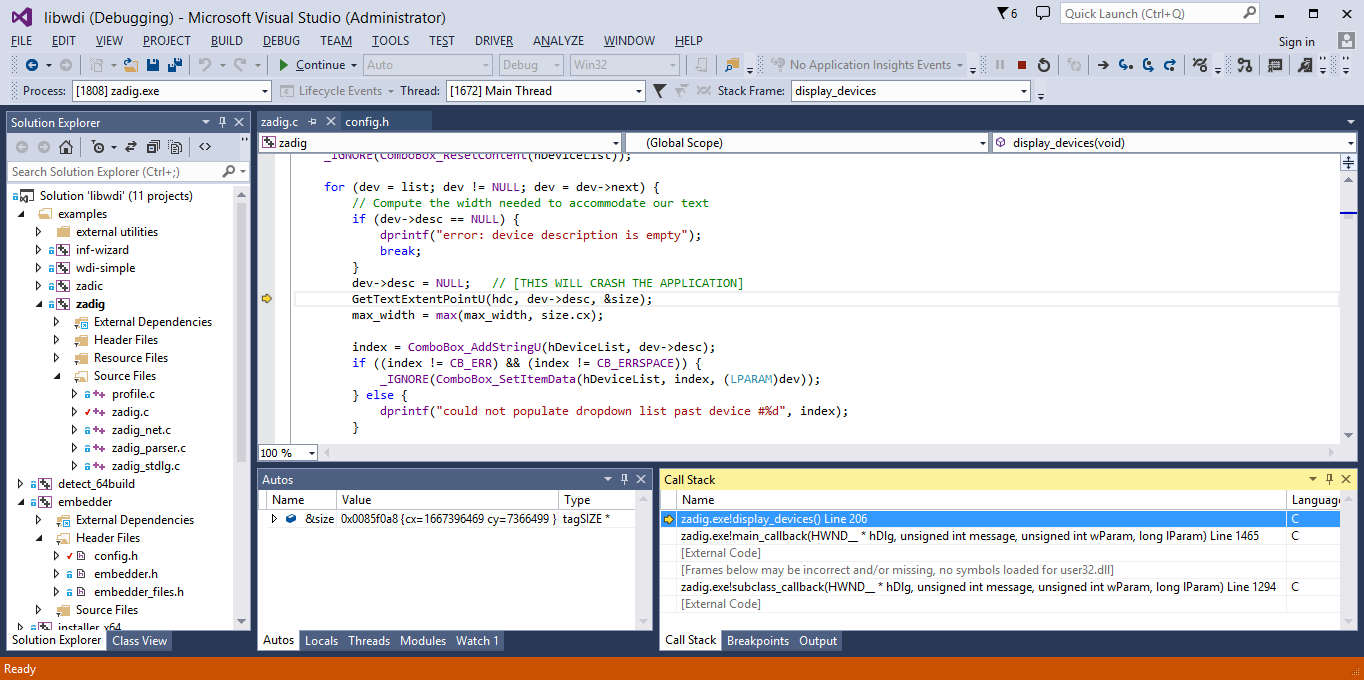 libwdi (Debugging) - Microsoft Visual Studio (Administrator)
6
Quick Launch (Ctrl+Q)
FILE EDIT VIEW PROJECT BUILD DEBUG TEAM TOOLS TEST DRIVER ANALYZE WINDOW HELP
Sign in
Continue Auto Debug Win32 No Application Insights Events
Process: [1808] zadig.exe Lifecycle Events Thread: [1672] Main Thread Stack Frame: display_devices
Solution Explorer
Search Solution Explorer (Ctrl+;)
Solution 'libwdi' (11 projects)
examples
external utilities
inf-wizard
wdi-simple
zadic
zadig
External Dependencies
Header Files
Resource Files
Source Files
profile.c
zadig.c
zadig_net.c
zadig_parser.c
zadig_stdlg.c
detect_64build
embedder
External Dependencies
Header Files
config.h
embedder.h
embedder_files.h
Source Files
installer_x64
Solution Explorer Class View
zadig.c config.h
zadig (Global Scope) display_devices(void)
_IGNORE(ComboBox_ResetContent(hDeviceList));
for (dev = list; dev != NULL; dev = dev->next) {
// Compute the width needed to accommodate our text
if (dev->desc == NULL) {
dprintf("error: device description is empty");
break;
}
dev->desc = NULL; // [THIS WILL CRASH THE APPLICATION]
GetTextExtentPointU(hdc, dev->desc, &size);
max_width = max(max_width, size.cx);
index = ComboBox_AddStringU(hDeviceList, dev->desc);
if ((index != CB_ERR) && (index != CB_ERRSPACE)) {
_IGNORE(ComboBox_SetItemData(hDeviceList, index, (LPARAM)dev));
} else {
dprintf("could not populate dropdown list past device #%d", index);
}
100 %
Autos
Name Value Type
&size 0x0085f0a8 {cx=1667396469 cy=7366499 } tagSIZE *
Autos Locals Threads Modules Watch 1
Call Stack
Name Language
zadig.exe!display_devices() Line 206 C
zadig.exe!main_callback(HWND__ * hDlg, unsigned int message, unsigned int wParam, long lParam) Line 1465 C
[External Code]
[Frames below may be incorrect and/or missing, no symbols loaded for user32.dll]
zadig.exe!subclass_callback(HWND__ * hDlg, unsigned int message, unsigned int wParam, long lParam) Line 1294 C
[External Code]
Call Stack Breakpoints Output
Ready